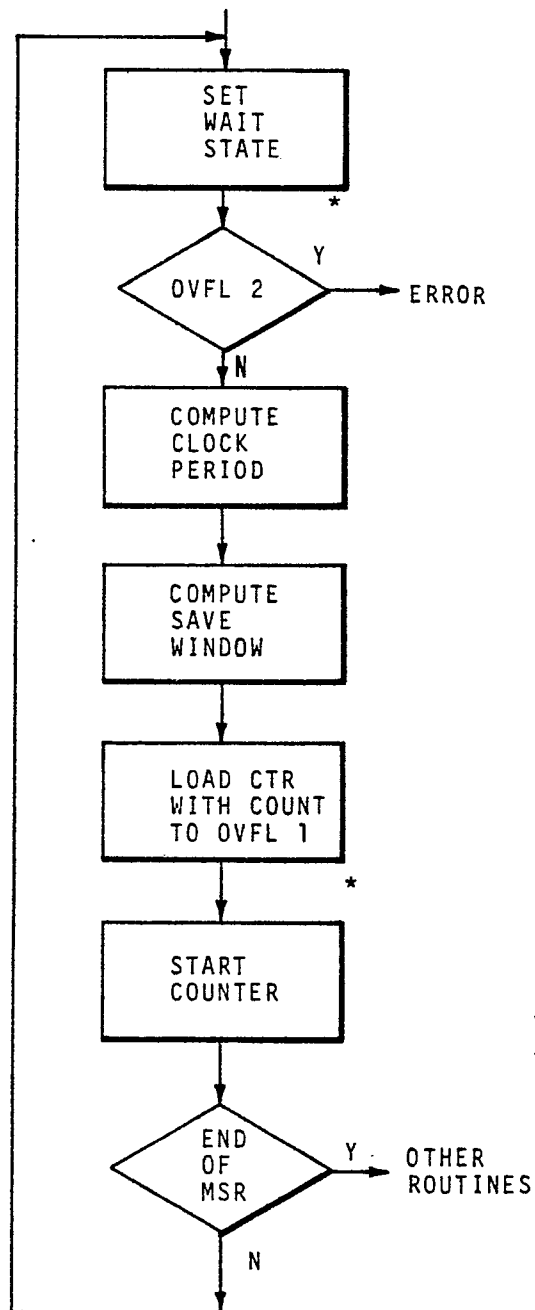 SET
WAIT
STATE
*
Y
OVFL 2
ERROR
N
COMPUTE
CLOCK
PERIOD
COMPUTE
SAVE
WINDOW
LOAD CTR
WITH COUNT
TO OVFL 1
*
START
COUNTER
END
OF
MSR
Y
OTHER
ROUTINES
N